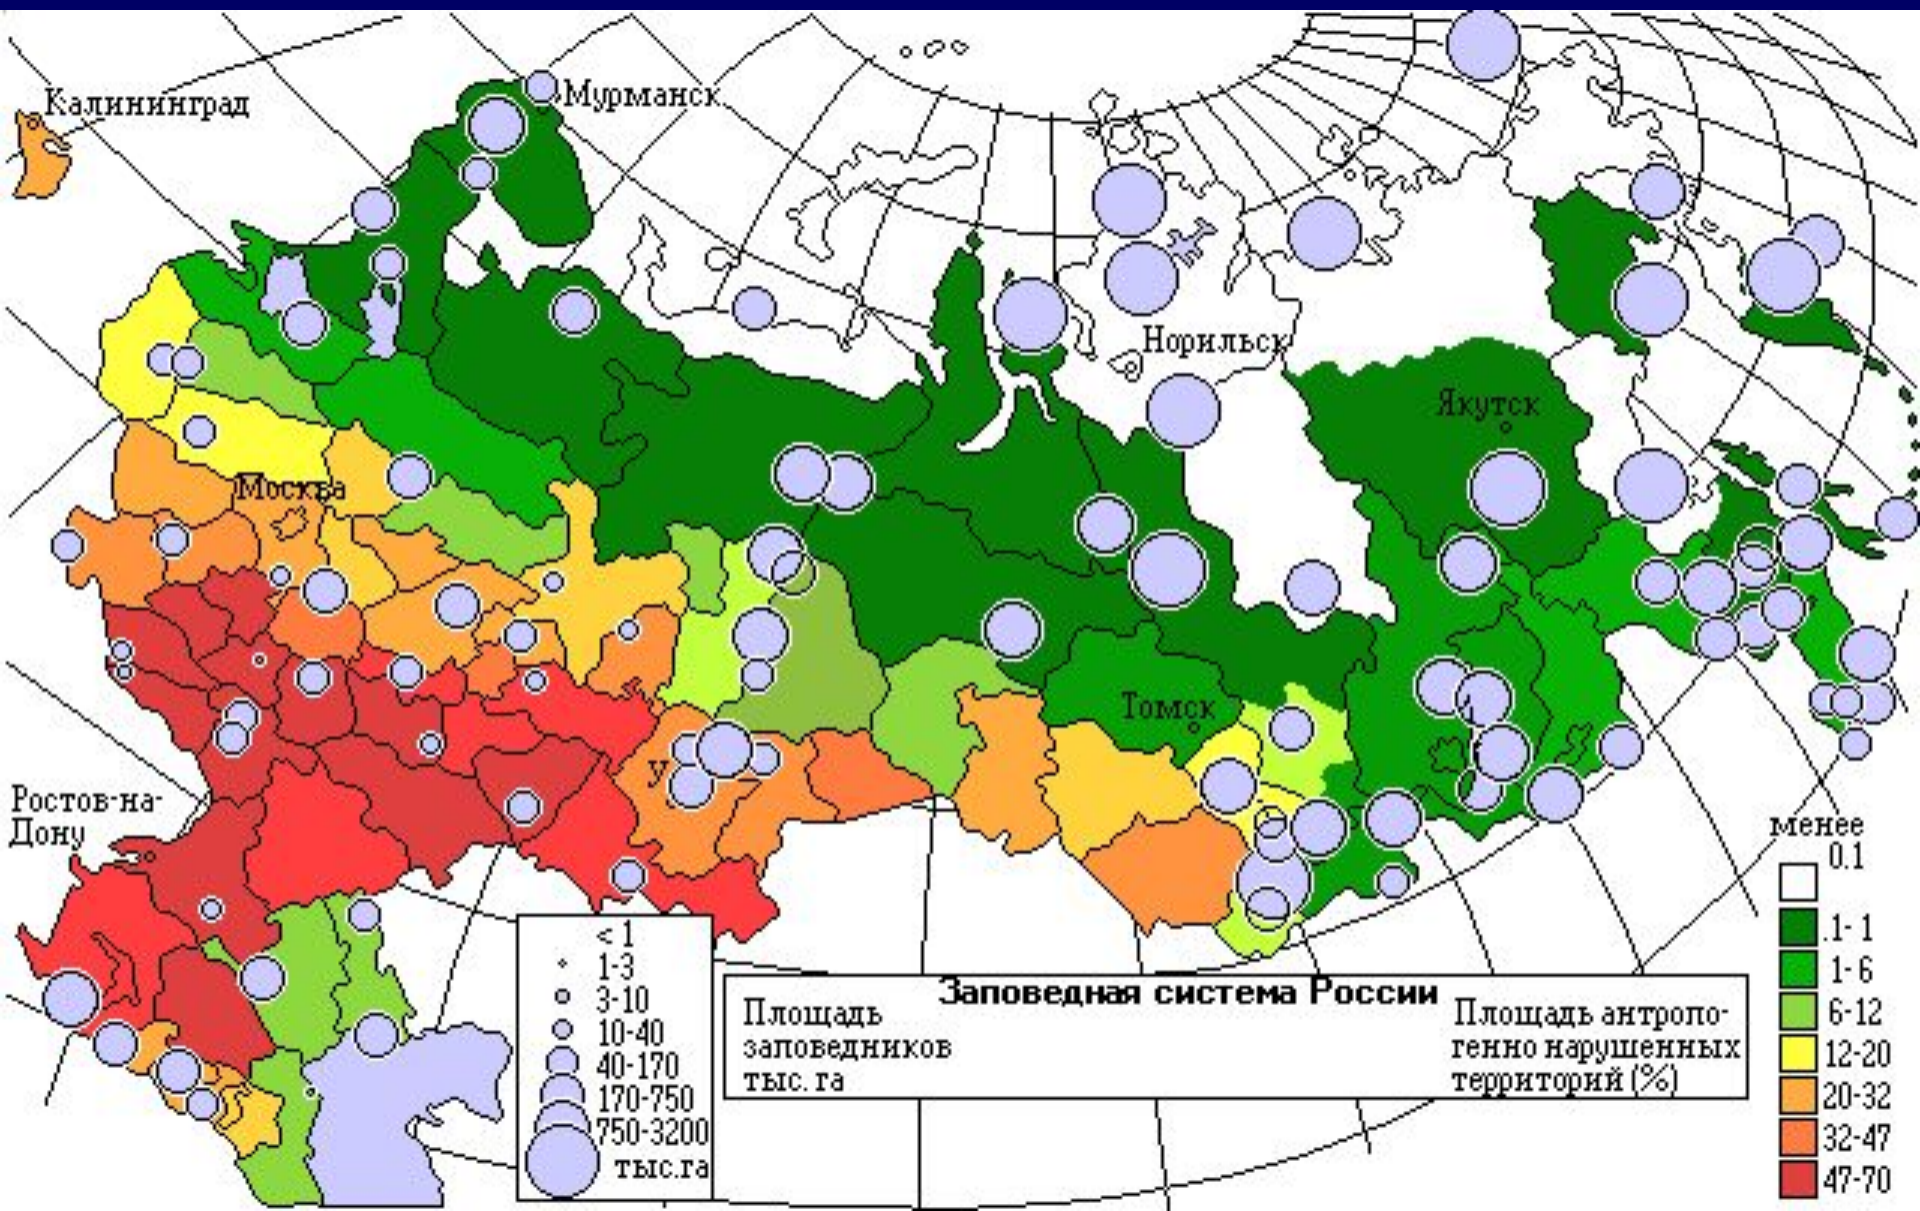 Калининград
Мурманск
Норильск
Якутск
Москва
Томск
У
Ростов-на-
Дону
менее
0.1
.1-1
1-6
6-12
12-20
20-32
32-47
47-70
< 1
1-3
3-10
10-40
40-170
170-750
750-3200
тыс.га
Заповедная система России
Площадь
заповедников
тыс. га
Площадь антропо-
генно нарушенных
территорий (%)